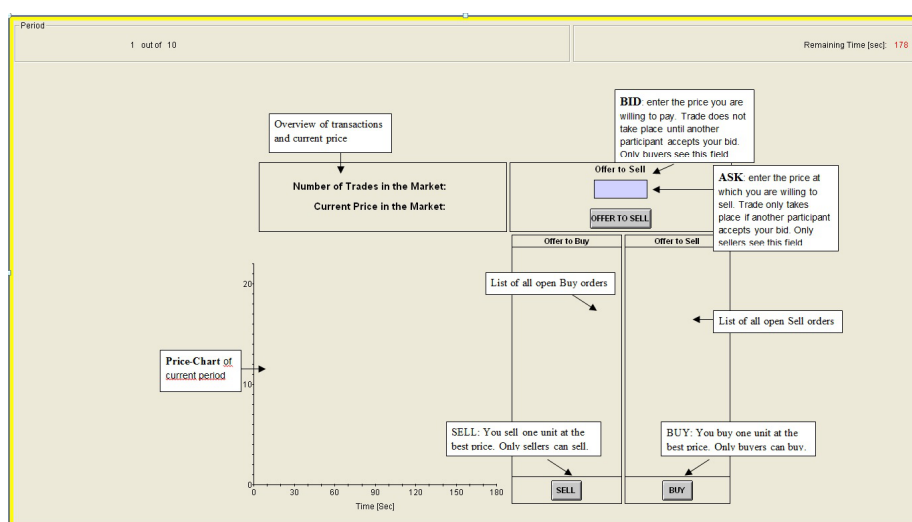 Period
1 out of 10
Remaining Time [sec]: 178
Overview of transactions
and current price
BID: enter the price you are
willing to pay. Trade does not
take place until another
participant accepts your bid.
Only buyers see this field
Number of Trades in the Market:
Current Price in the Market:
Offer to Sell
OFFER TO SELL
ASK: enter the price at
which you are willing to
sell. Trade only takes
place if another participant
accepts your bid. Only
sellers see this field
Offer to Buy
Offer to Sell
List of all open Buy orders
List of all open Sell orders
Price-Chart of
current period
20
10
0
SELL: You sell one unit at the
best price. Only sellers can sell.
BUY: You buy one unit at the
best price. Only buyers can buy.
SELL
BUY
0 30 60 90 120 150 180
Time [Sec]